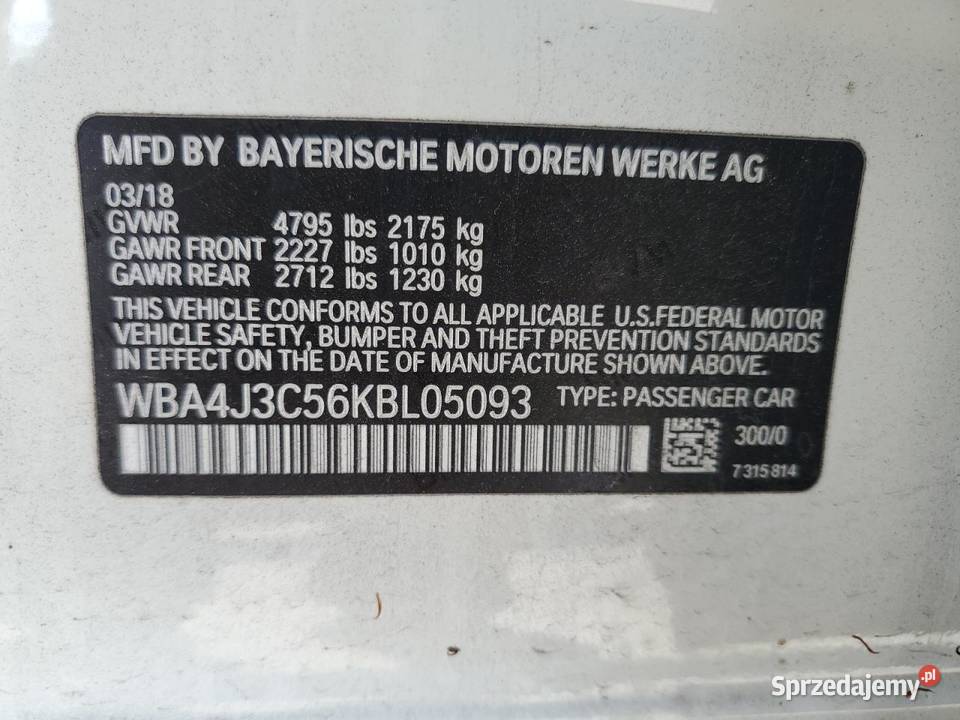 MFD BY BAYERISCHE MOTOREN WERKE AG
03/18
GVWR 4795 lbs 2175 kg
GAWR FRONT 2227 lbs 1010 kg
GAWR REAR 2712 lbs 1230 kg
THIS VEHICLE CONFORMS TO ALL APPLICABLE U.S.FEDERAL MOTOR
VEHICLE SAFETY, BUMPER AND THEFT PREVENTION STANDARDS
IN EFFECT ON THE DATE OF MANUFACTURE SHOWN ABOVE.
WBA4J3C56KBL05093 TYPE: PASSENGER CAR
300/0
7 315 814
Sprzedajemy.pl